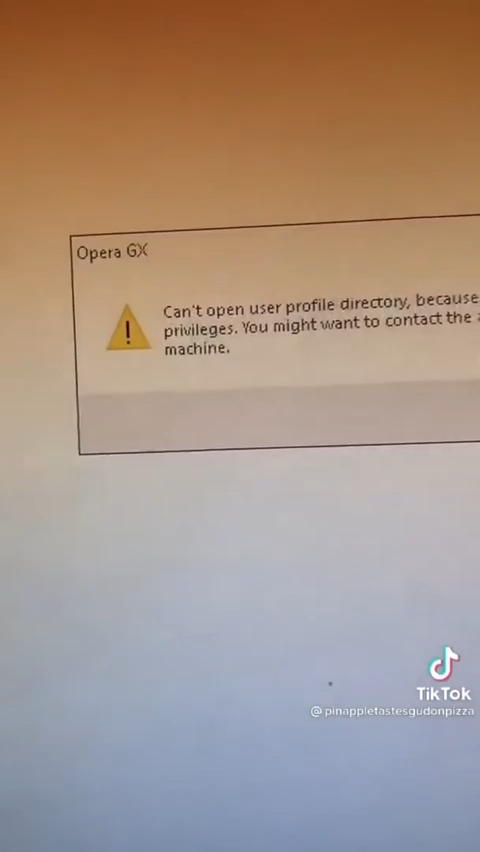 Opera GX
Can't open user profile directory, because
privileges. You might want to contact the
machine.
TikTok
@pinappletastesgudonpizza